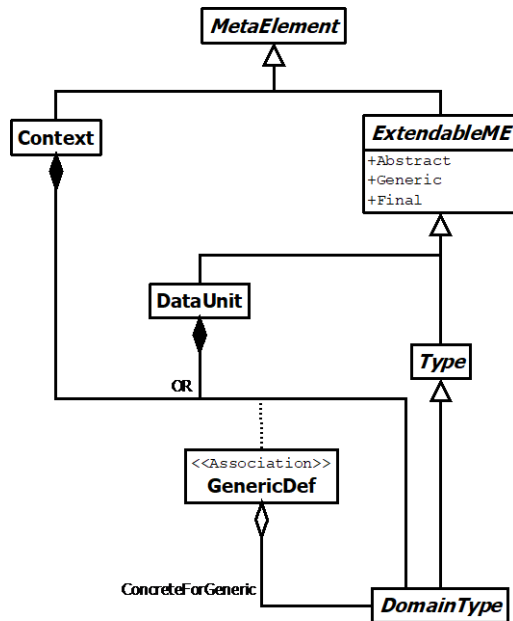 MetaElement
Context
ExtendableME
+Abstract
+Generic
+Final
DataUnit
Type
OR
<<Association>>
GenericDef
ConcreteForGeneric
DomainType